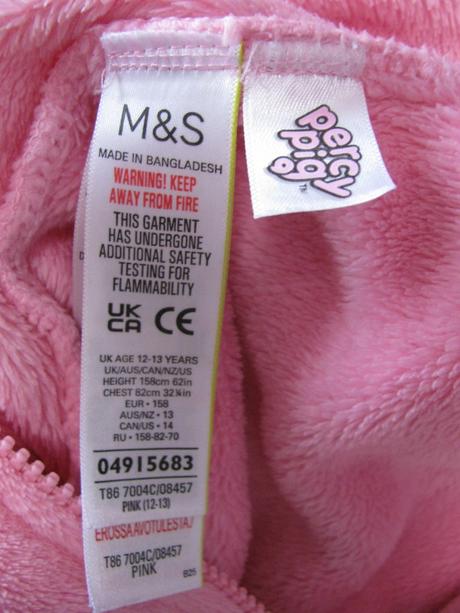 M&S
MADE IN BANGLADESH
WARNING! KEEP
AWAY FROM FIRE
THIS GARMENT
HAS UNDERGONE
ADDITIONAL SAFETY
TESTING FOR
FLAMMABILITY
UK
CA CE
UK AGE 12-13 YEARS
UK/AUS/CAN/NZ/US
HEIGHT 158cm 62in
CHEST 82cm 32¼in
EUR • 158
AUS/NZ • 13
CAN/US • 14
RU • 158-82-70
04915683
T86 7004C/08457
PINK (12-13)
T86 7004C/08457
PINK
B25
percy
pig
TM